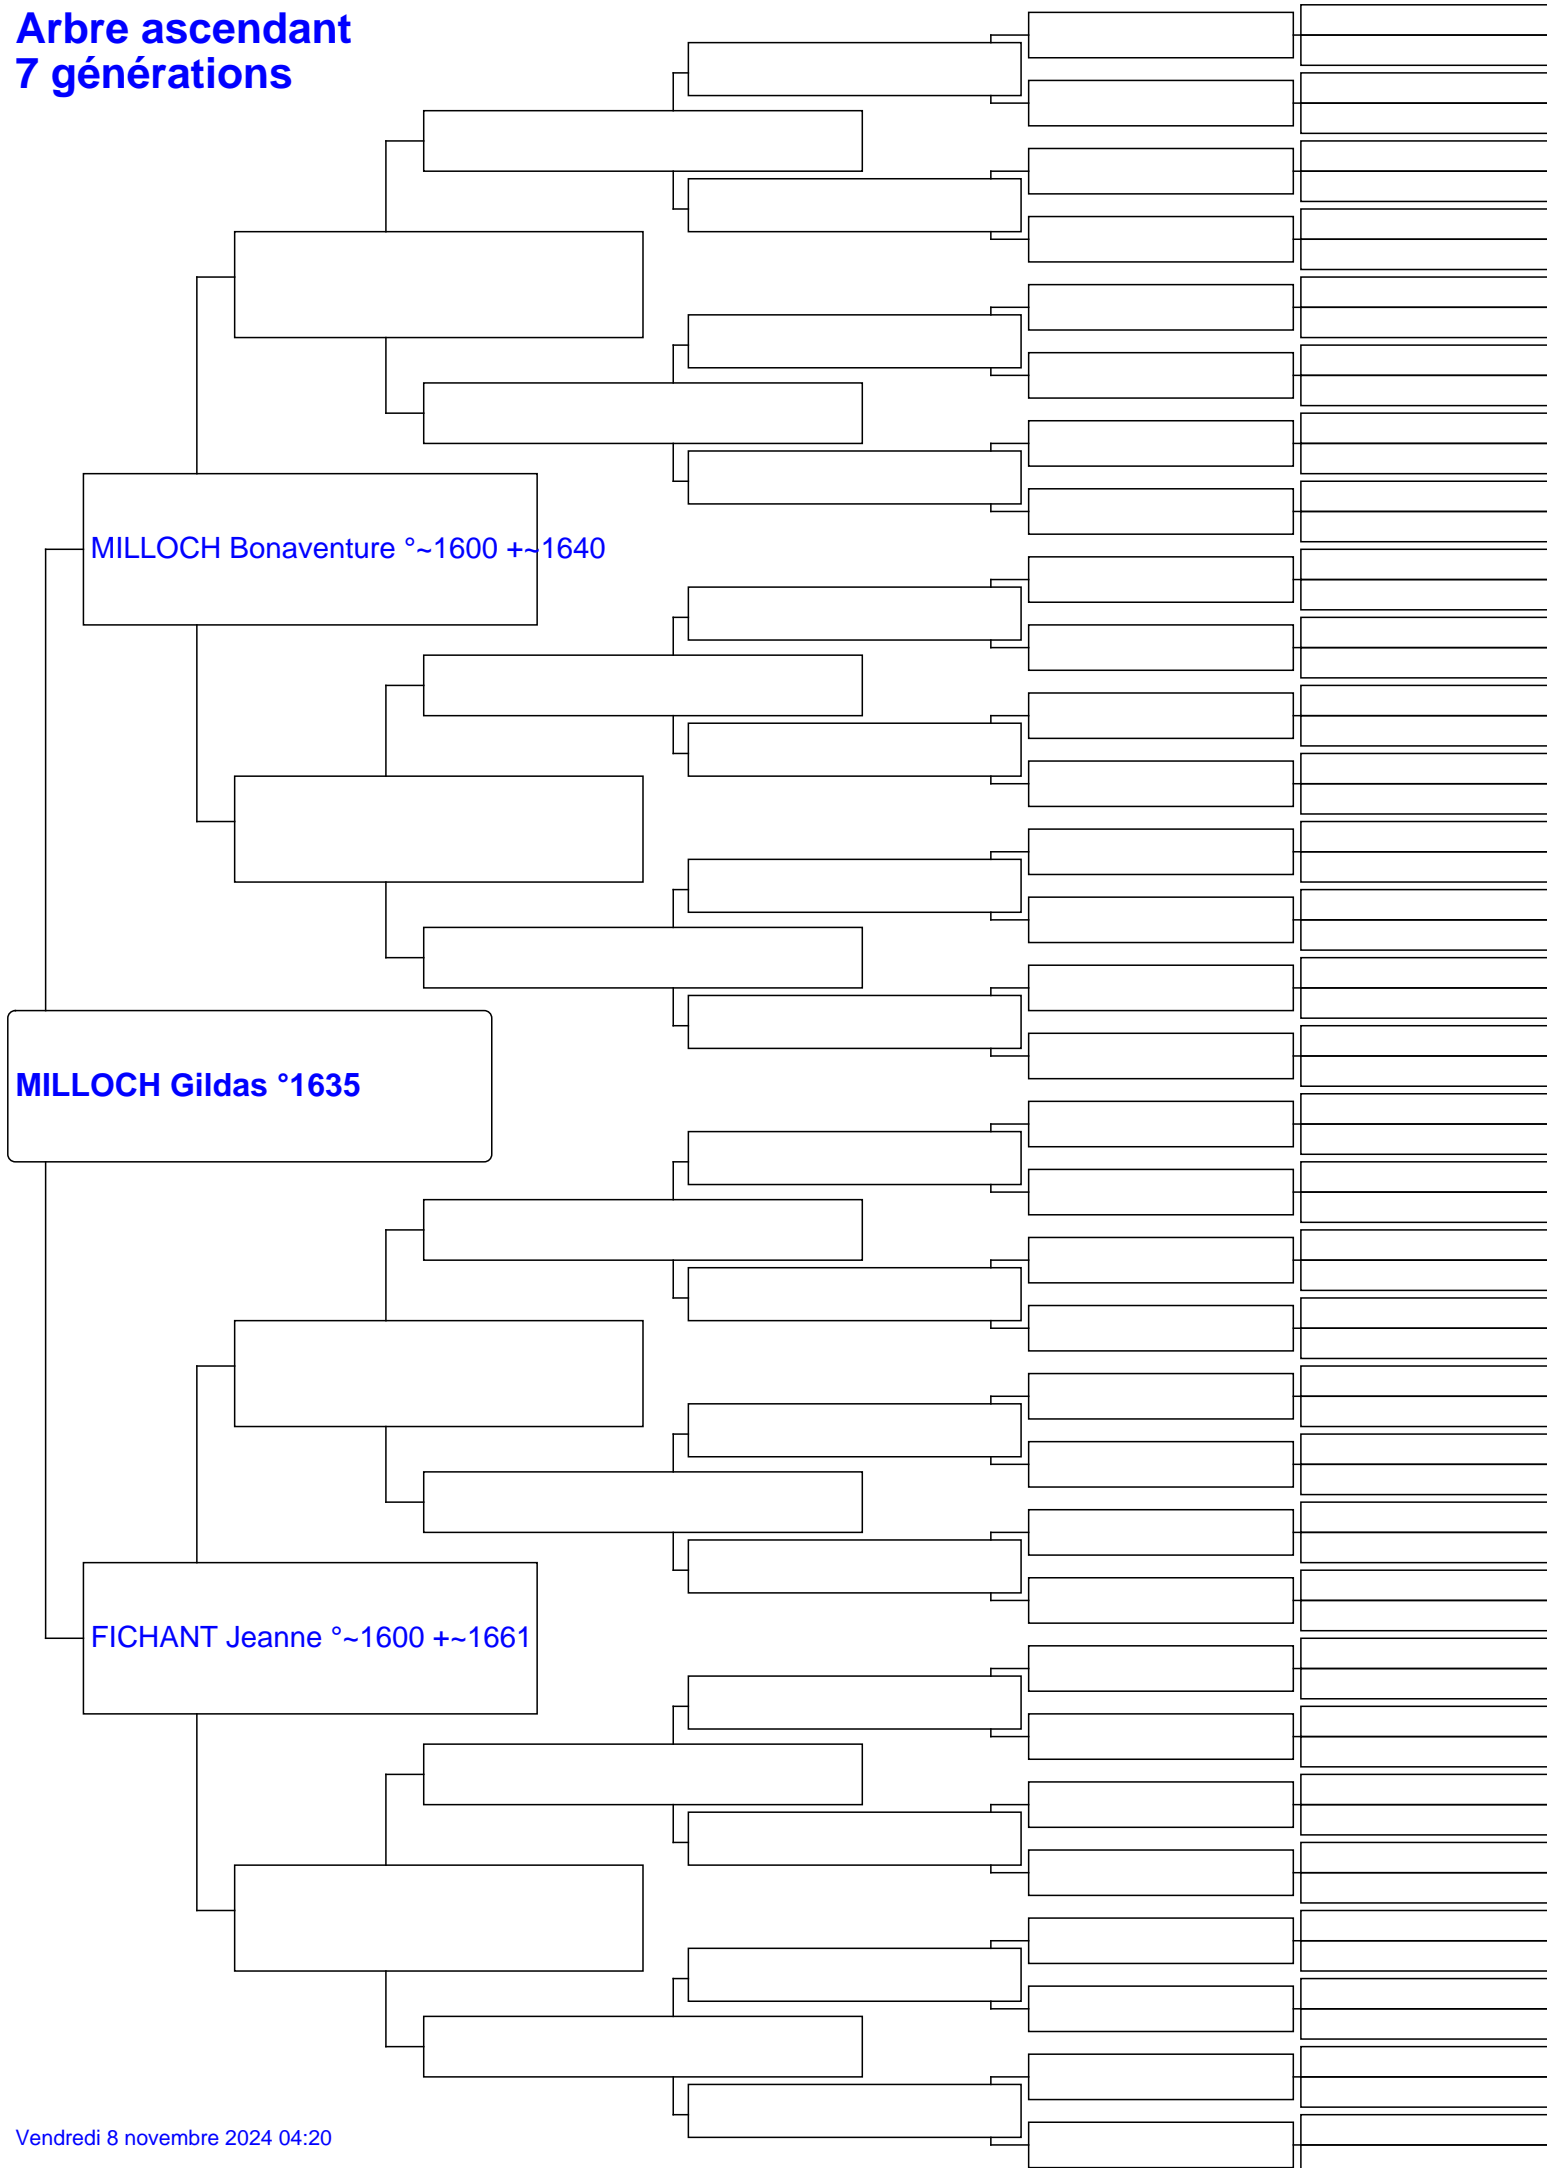 Arbre ascendant
7 générations
MILLOCH Bonaventure °~1600 +~1640
MILLOCH Gildas °1635
FICHANT Jeanne °~1600 +~1661
Vendredi 8 novembre 2024 04:20